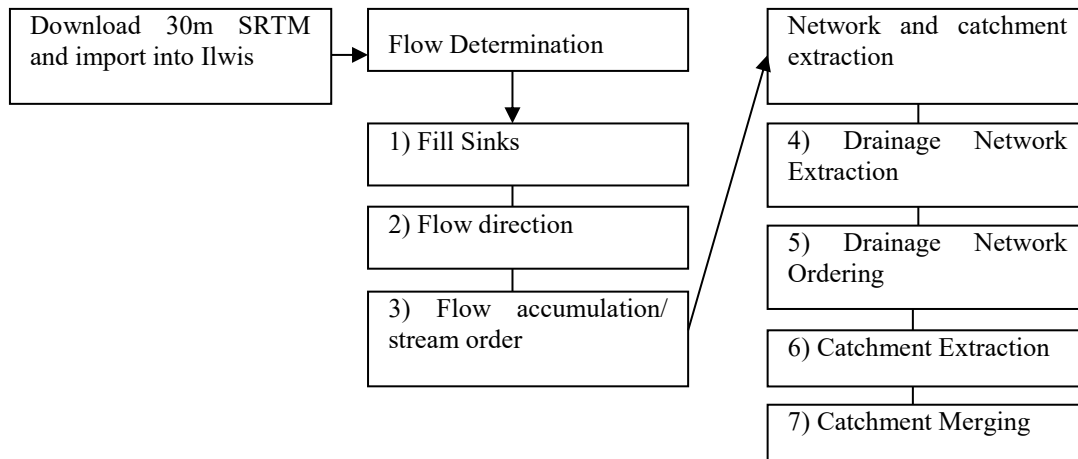 Download 30m SRTM
and import into Ilwis
Flow Determination
1) Fill Sinks
2) Flow direction
3) Flow accumulation/
stream order
Network and catchment
extraction
4) Drainage Network
Extraction
5) Drainage Network
Ordering
6) Catchment Extraction
7) Catchment Merging